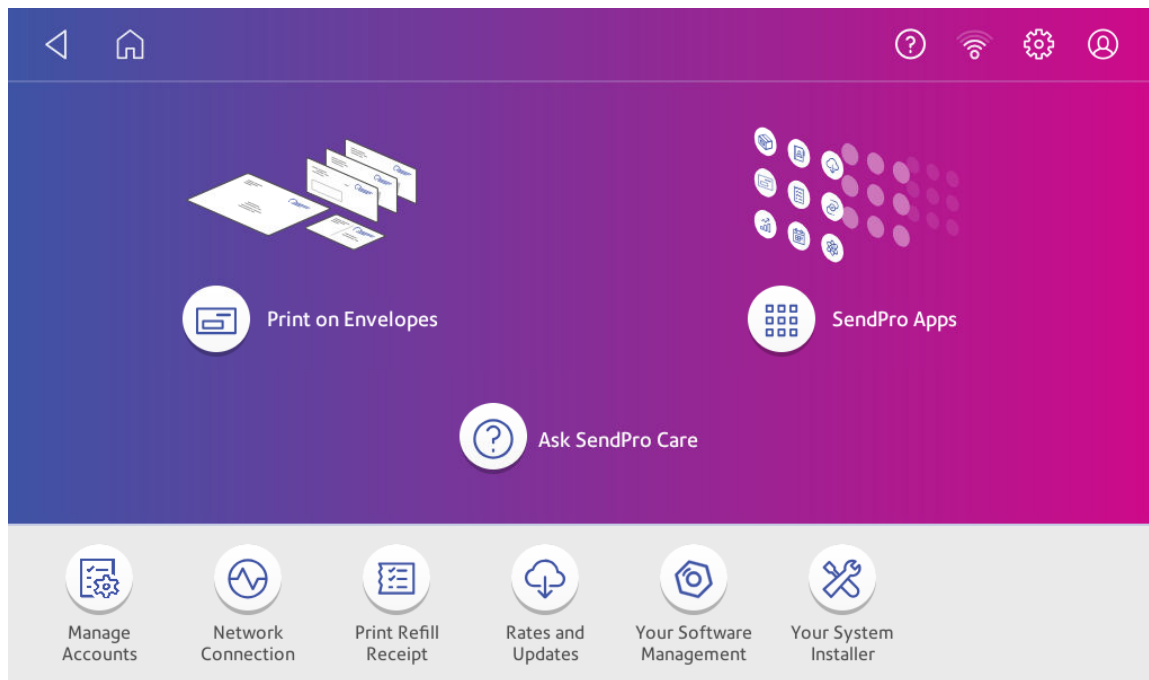 Print on Envelopes
SendPro Apps
Ask SendPro Care
Manage
Accounts
Network
Connection
Print Refill
Receipt
Rates and
Updates
Your Software
Management
Your System
Installer